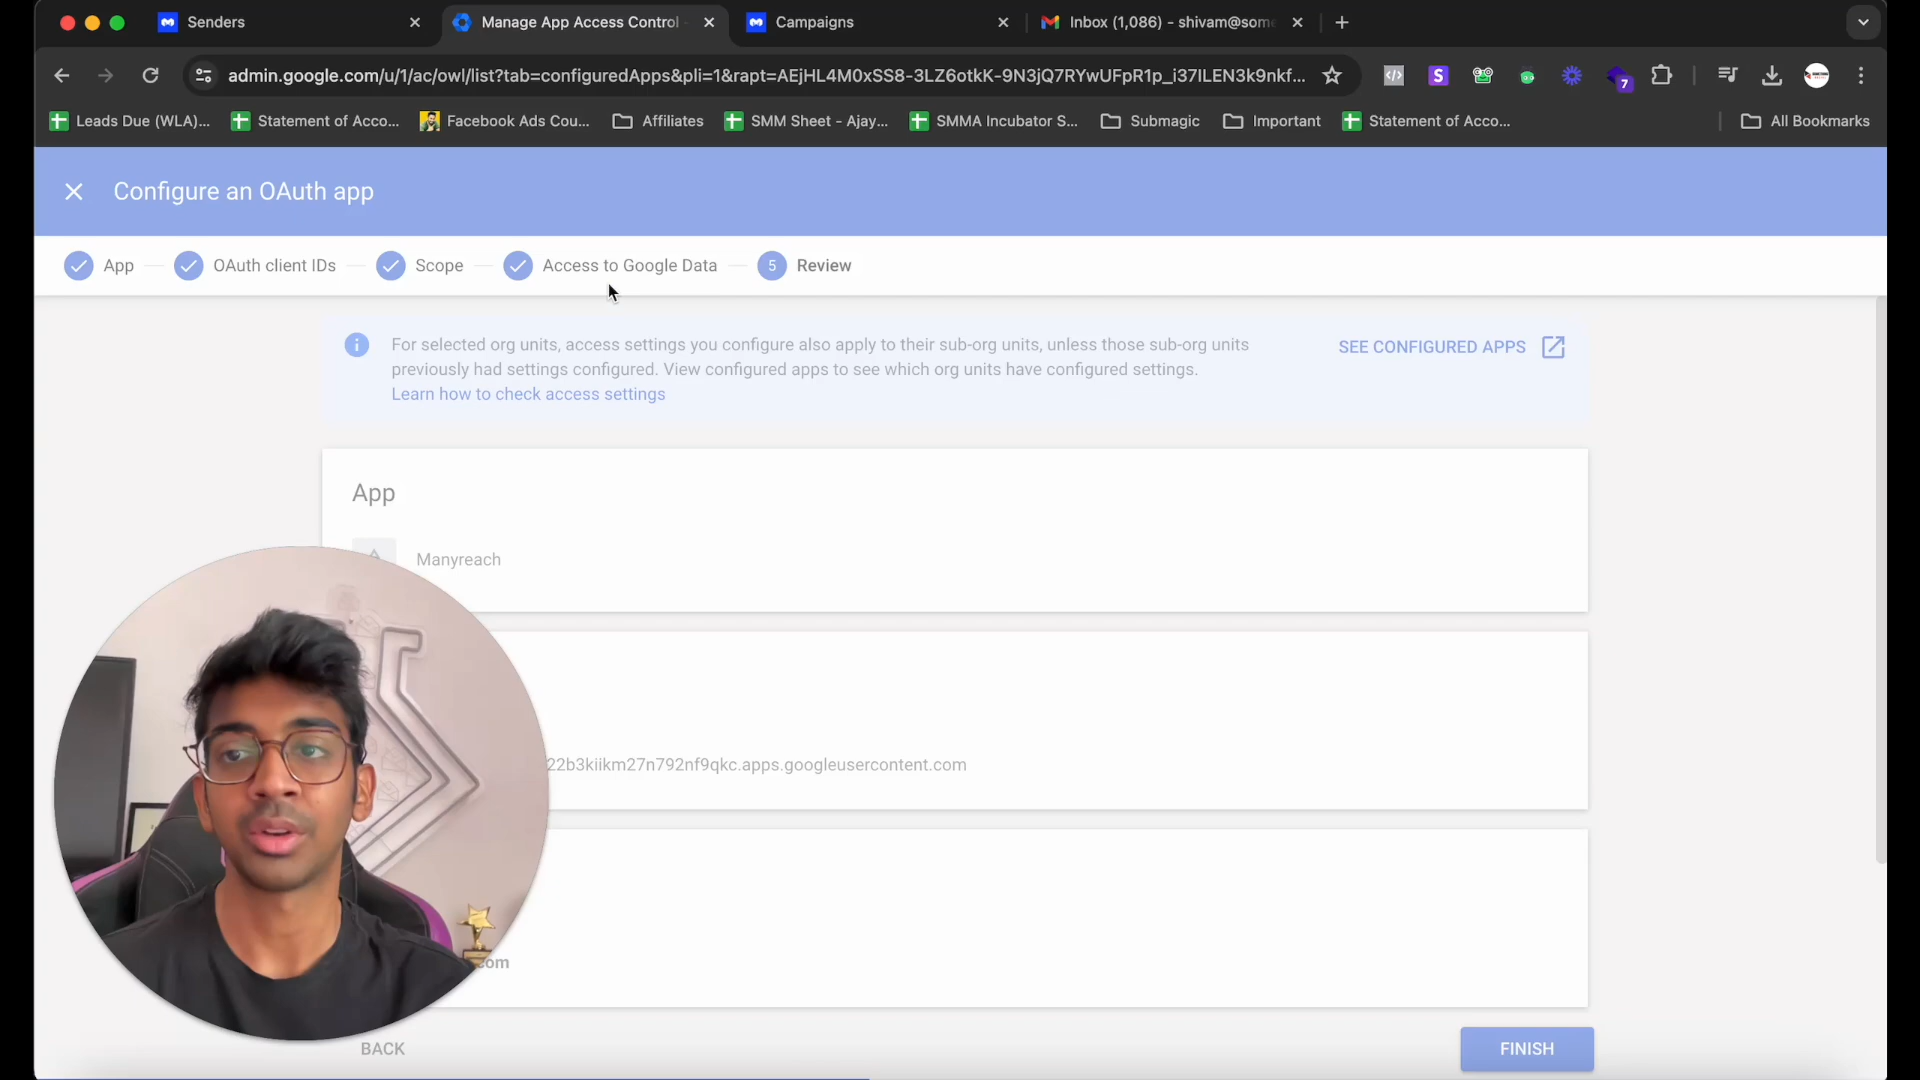 Senders
Manage App Access Control
Campaigns
Inbox (1,086) - shivam@som
admin.google.com/u/1/ac/owl/list?tab=configuredApps&pli=1&rapt=AEjHL4M0xSS8-3LZ6otkK-9N3jQ7RYwUFpR1p_i37ILEN3k9nkf...
7
Leads Due (WLA)...
Statement of Acco...
Facebook Ads Cou...
Affiliates
SMM Sheet - Ajay...
SMMA Incubator S...
Submagic
Important
Statement of Acco...
All Bookmarks
Configure an OAuth app
App
OAuth client IDs
Scope
Access to Google Data
5 Review
For selected org units, access settings you configure also apply to their sub-org units, unless those sub-org units
previously had settings configured. View configured apps to see which org units have configured settings.
Learn how to check access settings
SEE CONFIGURED APPS
App
Manyreach
22b3kiikm27n792nf9qkc.apps.googleusercontent.com
com
BACK
FINISH